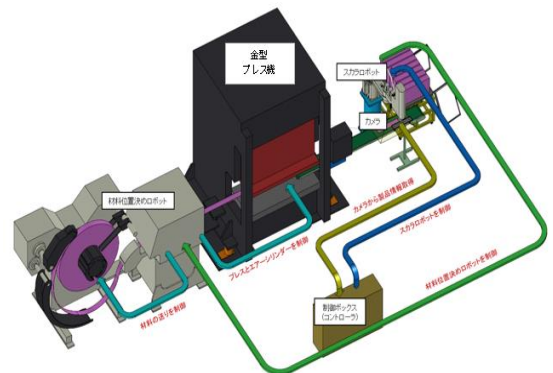 金型
プレス機
スカラロボット
カメラ
材料位置決めロボット
カメラから製品情報取得
スカラロボットを制御
プレスとエアーシリンダーを制御
材料位置決めロボットを制御
材料の送りを制御
制御ボックス
(コントローラ)